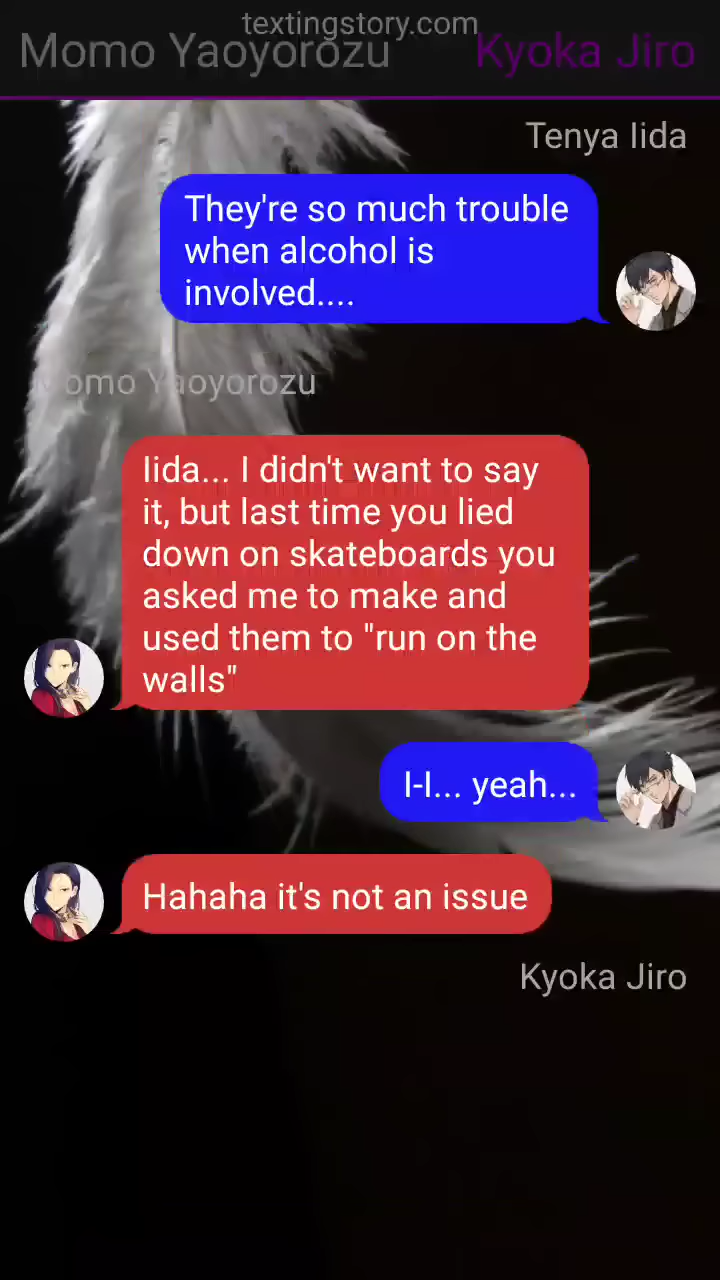 textingstory.com
Momo Yaoyorozu
Kyoka Jiro
Tenya Iida
They're so much trouble
when alcohol is
involved....
Momo Yaoyorozu
Iida... I didn't want to say
it, but last time you lied
down on skateboards you
asked me to make and
used them to "run on the
walls"
I-I... yeah...
Hahaha it's not an issue
Kyoka Jiro